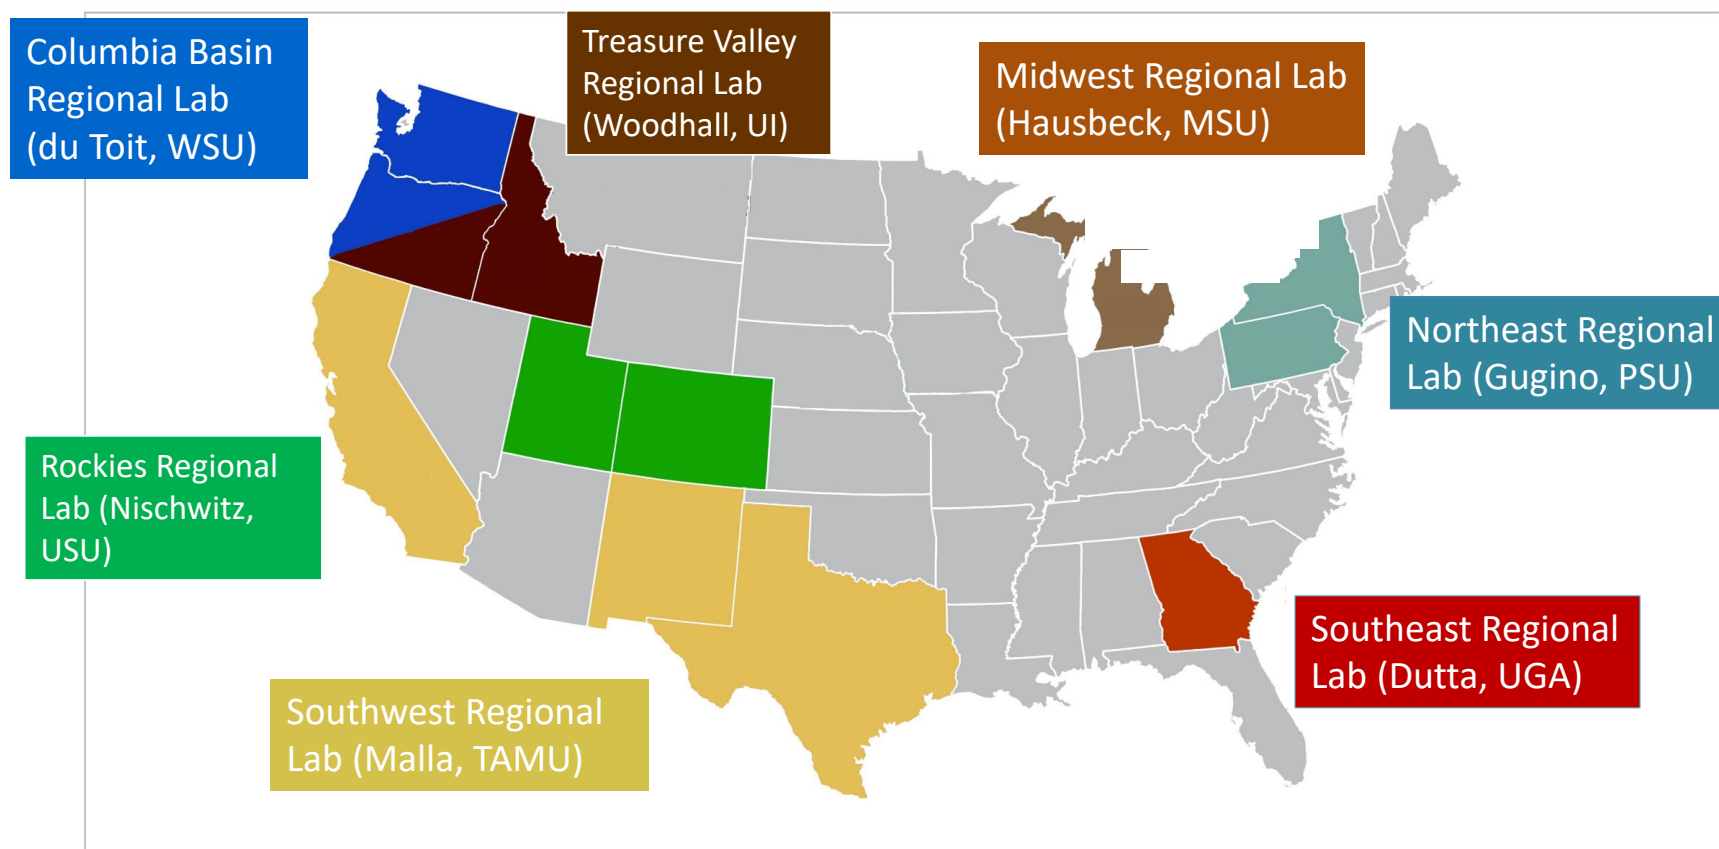 Columbia Basin
Regional Lab
(du Toit, WSU)
Treasure Valley
Regional Lab
(Woodhall, UI)
Midwest Regional Lab
(Hausbeck, MSU)
Northeast Regional
Lab (Gugino, PSU)
Rockies Regional
Lab (Nischwitz,
USU)
Southeast Regional
Lab (Dutta, UGA)
Southwest Regional
Lab (Malla, TAMU)